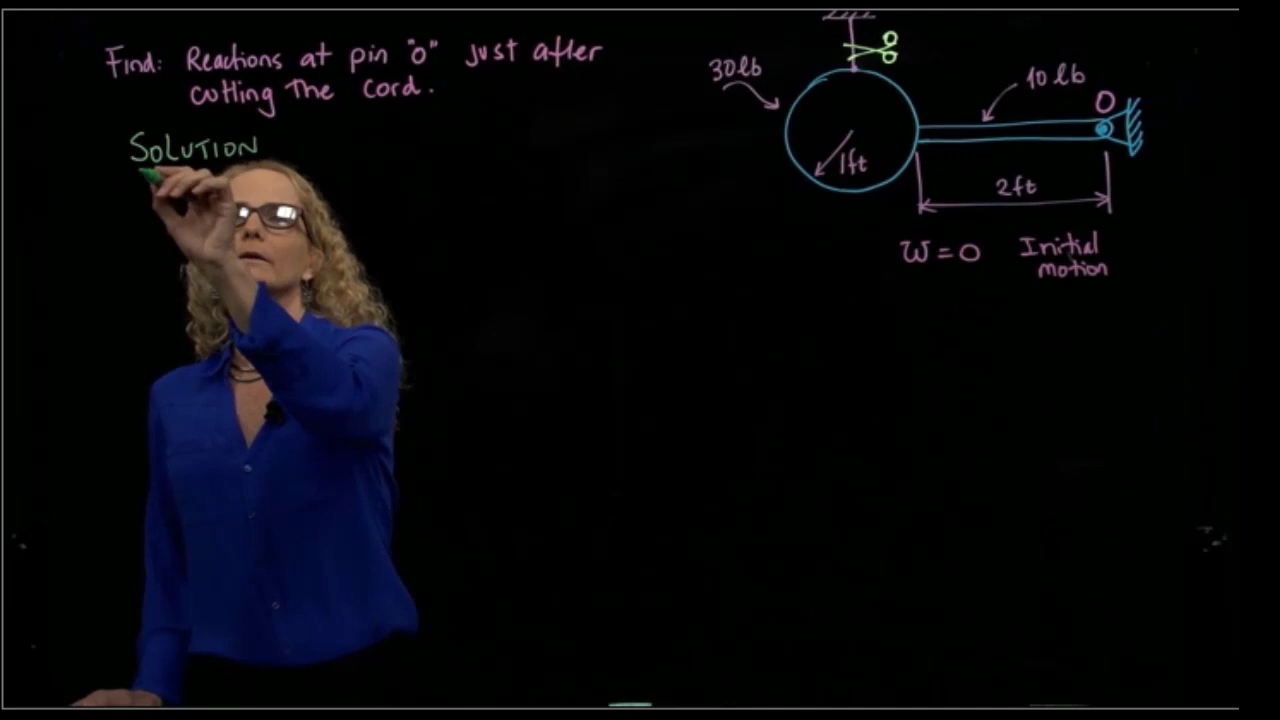 Find: Reactions at pin "O" just after
cutting the cord.
SOLUTION
30lb
10 lb
O
1ft
2ft
W = 0 Initial
motion